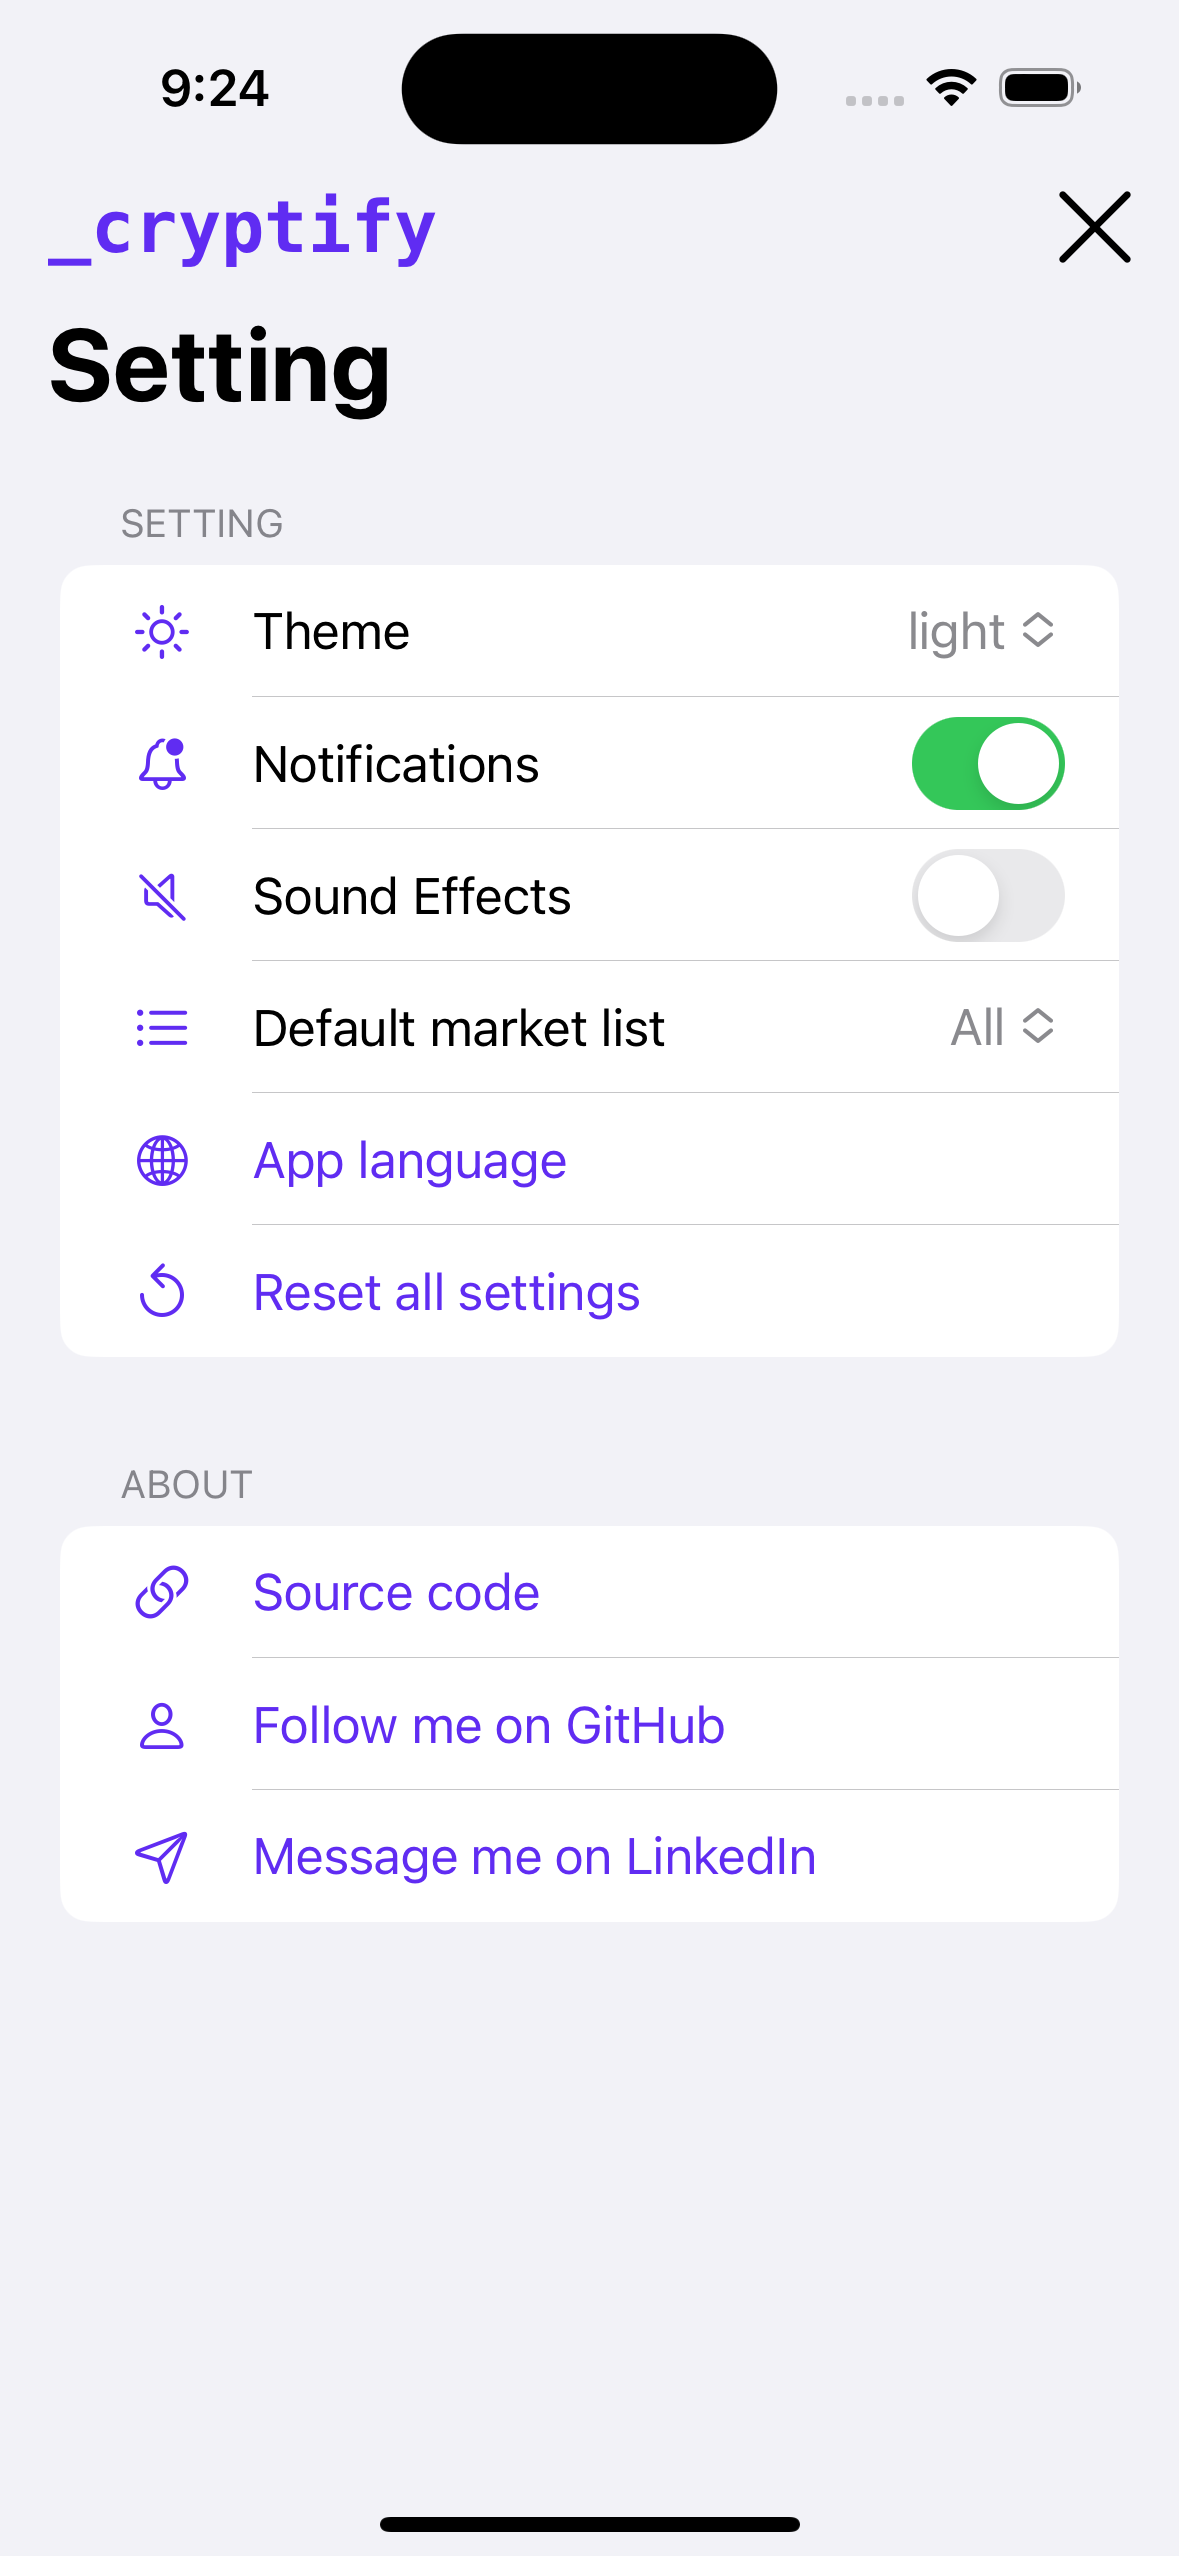 9:24
_cryptify
Setting
SETTING
Theme light
Notifications
Sound Effects
Default market list All
App language
Reset all settings
ABOUT
Source code
Follow me on GitHub
Message me on LinkedIn